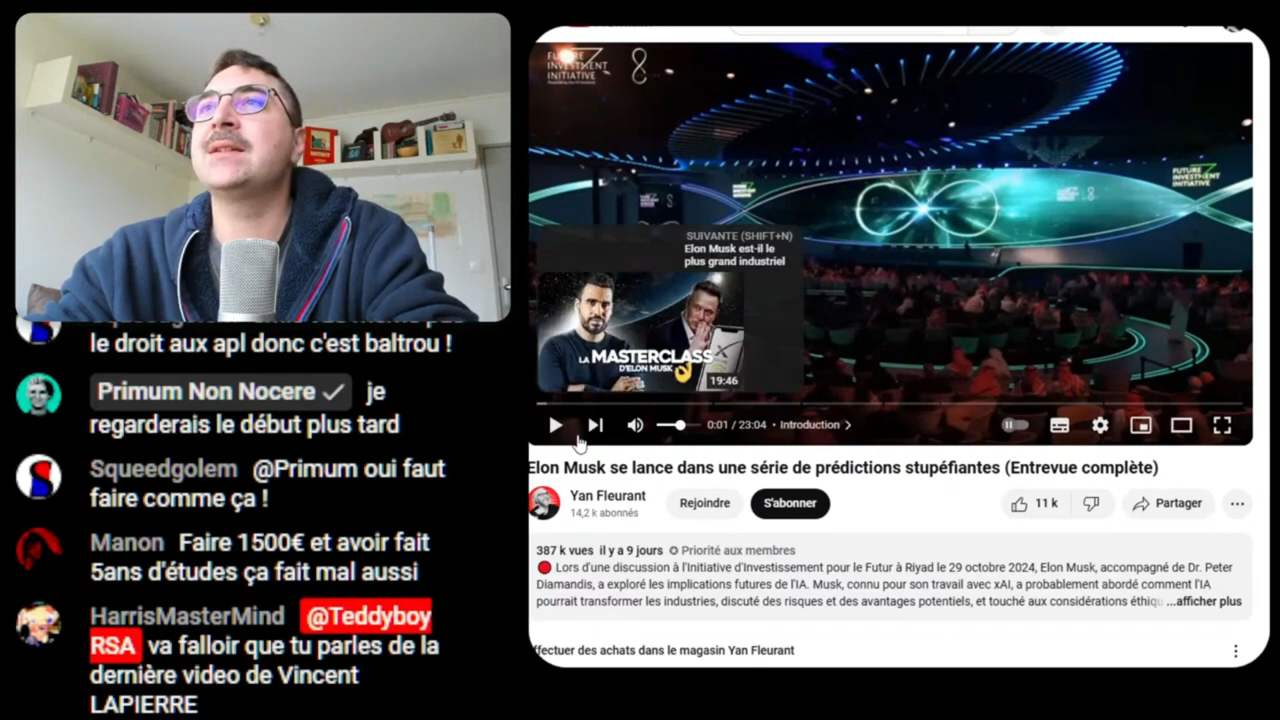 le droit aux apl donc c'est baltrou !
Primum Non Nocere ✓ je
regarderais le début plus tard
Squeedgolem @Primum oui faut
faire comme ça !
Manon Faire 1500€ et avoir fait
5ans d'études ça fait mal aussi
HarrisMasterMind @Teddyboy
RSA va falloir que tu parles de la
dernière video de Vincent
LAPIERRE
FUTURE
INVESTMENT
INITIATIVE
FUTURE
INVESTMENT
INITIATIVE
SUIVANTE (SHIFT+N)
Elon Musk est-il le
plus grand industriel
LA MASTERCLASS
D'ELON MUSK
19:46
0:01 / 23:04 • Introduction
Elon Musk se lance dans une série de prédictions stupéfiantes (Entrevue complète)
Yan Fleurant
14,2 k abonnés
Rejoindre
S'abonner
11 k
Partager
387 k vues il y a 9 jours Priorité aux membres
Lors d'une discussion à l'Initiative d'Investissement pour le Futur à Riyad le 29 octobre 2024, Elon Musk, accompagné de Dr. Peter
Diamandis, a exploré les implications futures de l'IA. Musk, connu pour son travail avec xAI, a probablement abordé comment l'IA
pourrait transformer les industries, discuté des risques et des avantages potentiels, et touché aux considérations éthiqu ...afficher plus
ffectuer des achats dans le magasin Yan Fleurant